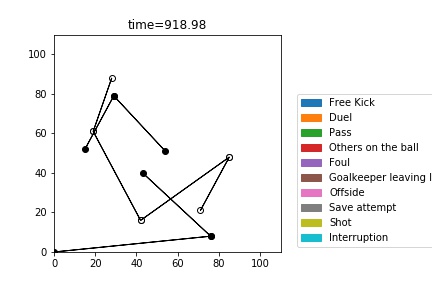 time=918.98
100
80
60
40
20
0
0 20 40 60 80 100
Free Kick
Duel
Pass
Others on the ball
Foul
Goalkeeper leaving l
Offside
Save attempt
Shot
Interruption